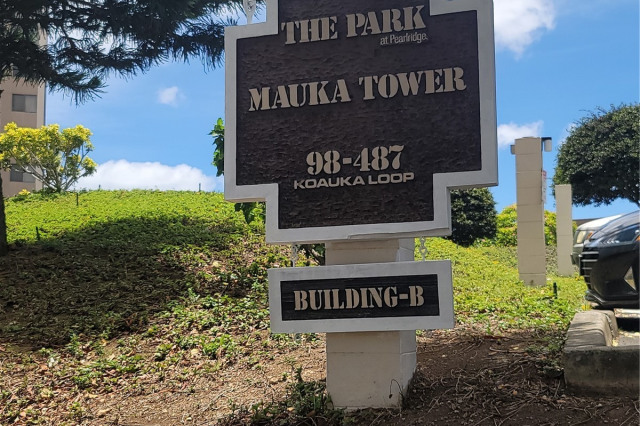 THE PARK
at Pearlridge.
MAUKA TOWER
98-487
KOAUKA LOOP
BUILDING-B